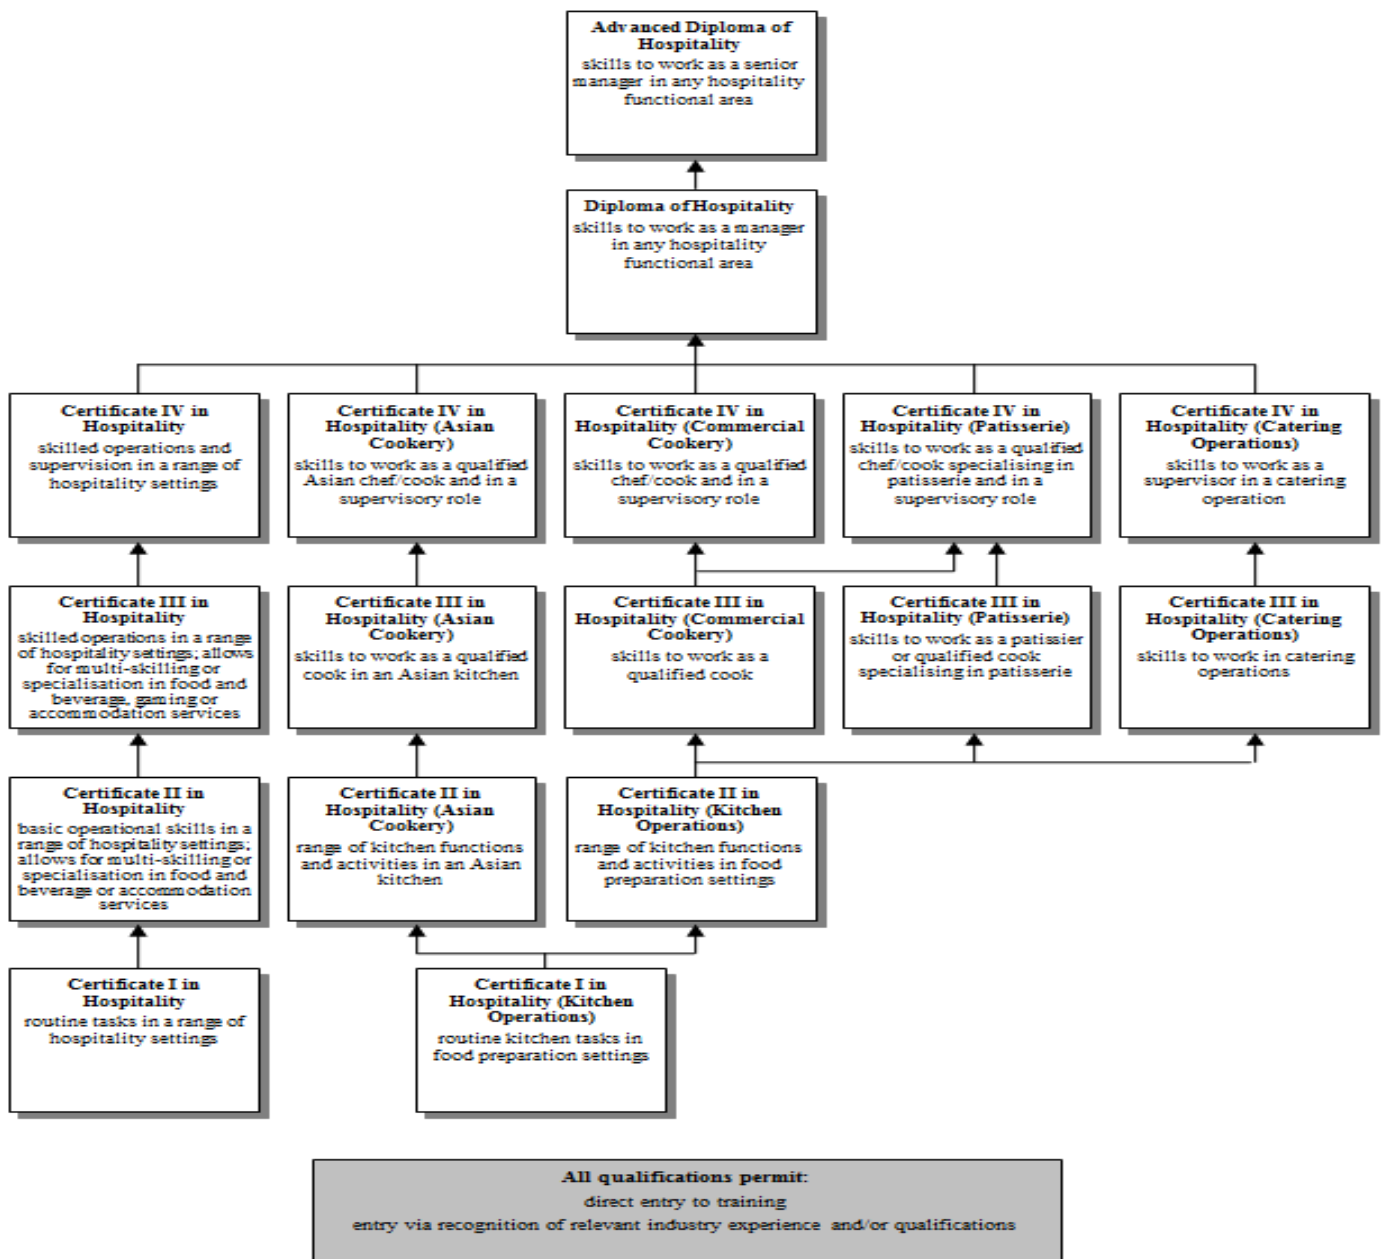 Advanced Diploma of
Hospitality
skills to work as a senior
manager in any hospitality
functional area
Diploma of Hospitality
skills to work as a manager
in any hospitality
functional area
Certificate IV in
Hospitality
skilled operations and
supervision in a range of
hospitality settings
Certificate IV in
Hospitality (Asian
Cookery)
skills to work as a qualified
Asian chef/cook and in a
supervisory role
Certificate IV in
Hospitality (Commercial
Cookery)
skills to work as a qualified
chef/cook and in a
supervisory role
Certificate IV in
Hospitality (Patisserie)
skills to work as a qualified
chef/cook specialising in
patisserie and in a
supervisory role
Certificate IV in
Hospitality (Catering
Operations)
skills to work as a
supervisor in a catering
operation
Certificate III in
Hospitality
skilled operations in a range
of hospitality settings; allows
for multi-skilling or
specialisation in food and
beverage, gaming or
accommodation services
Certificate III in
Hospitality (Asian
Cookery)
skills to work as a qualified
cook in an Asian kitchen
Certificate III in
Hospitality (Commercial
Cookery)
skills to work as a
qualified cook
Certificate III in
Hospitality (Patisserie)
skills to work as a patissier
or qualified cook
specialising in patisserie
Certificate III in
Hospitality (Catering
Operations)
skills to work in catering
operations
Certificate II in
Hospitality
basic operational skills in a
range of hospitality settings;
allows for multi-skilling or
specialisation in food and
beverage or accommodation
services
Certificate II in
Hospitality (Asian
Cookery)
range of kitchen functions
and activities in an Asian
kitchen
Certificate II in
Hospitality (Kitchen
Operations)
range of kitchen functions
and activities in food
preparation settings
Certificate I in
Hospitality
routine tasks in a range of
hospitality settings
Certificate I in
Hospitality (Kitchen
Operations)
routine kitchen tasks in
food preparation settings
All qualifications permit:
direct entry to training
entry via recognition of relevant industry experience and/or qualifications